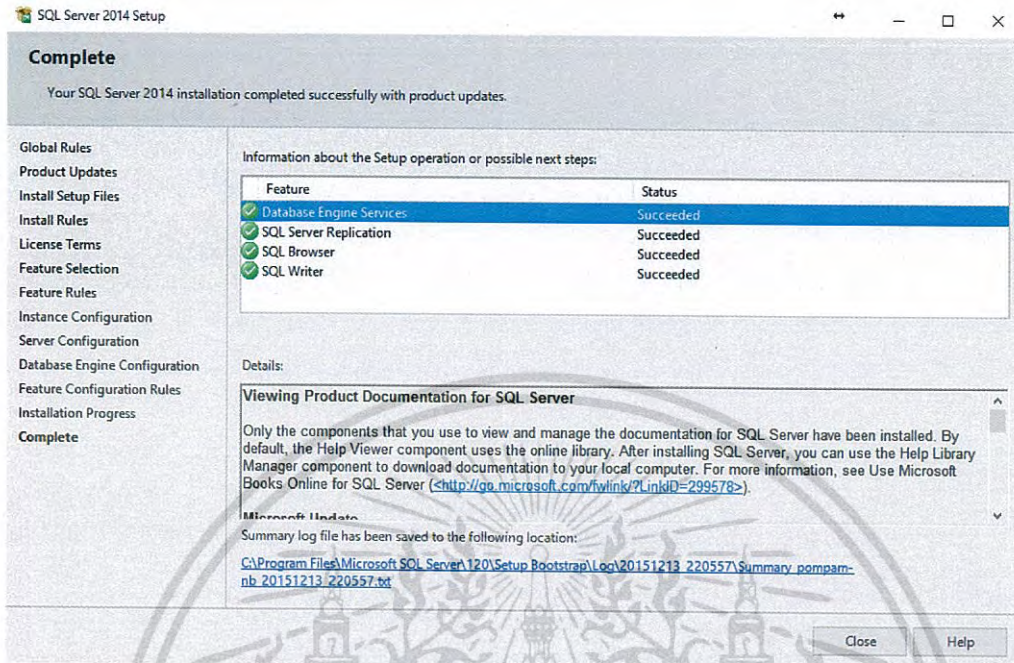 SQL Server 2014 Setup
Complete
Your SQL Server 2014 installation completed successfully with product updates.
Global Rules
Product Updates
Install Setup Files
Install Rules
License Terms
Feature Selection
Feature Rules
Instance Configuration
Server Configuration
Database Engine Configuration
Feature Configuration Rules
Installation Progress
Complete
Information about the Setup operation or possible next steps:
Feature Status
Database Engine Services Succeeded
SQL Server Replication Succeeded
SQL Browser Succeeded
SQL Writer Succeeded
Details:
Viewing Product Documentation for SQL Server
Only the components that you use to view and manage the documentation for SQL Server have been installed. By
default, the Help Viewer component uses the online library. After installing SQL Server, you can use the Help Library
Manager component to download documentation to your local computer. For more information, see Use Microsoft
Books Online for SQL Server (<http://go.microsoft.com/fwlink/?LinkID=299578>).
Microsoft Update
Summary log file has been saved to the following location:
C:\Program Files\Microsoft SQL Server\120\Setup Bootstrap\Log\20151213_220557\Summary_pompam-
nb_20151213_220557.txt
Close Help